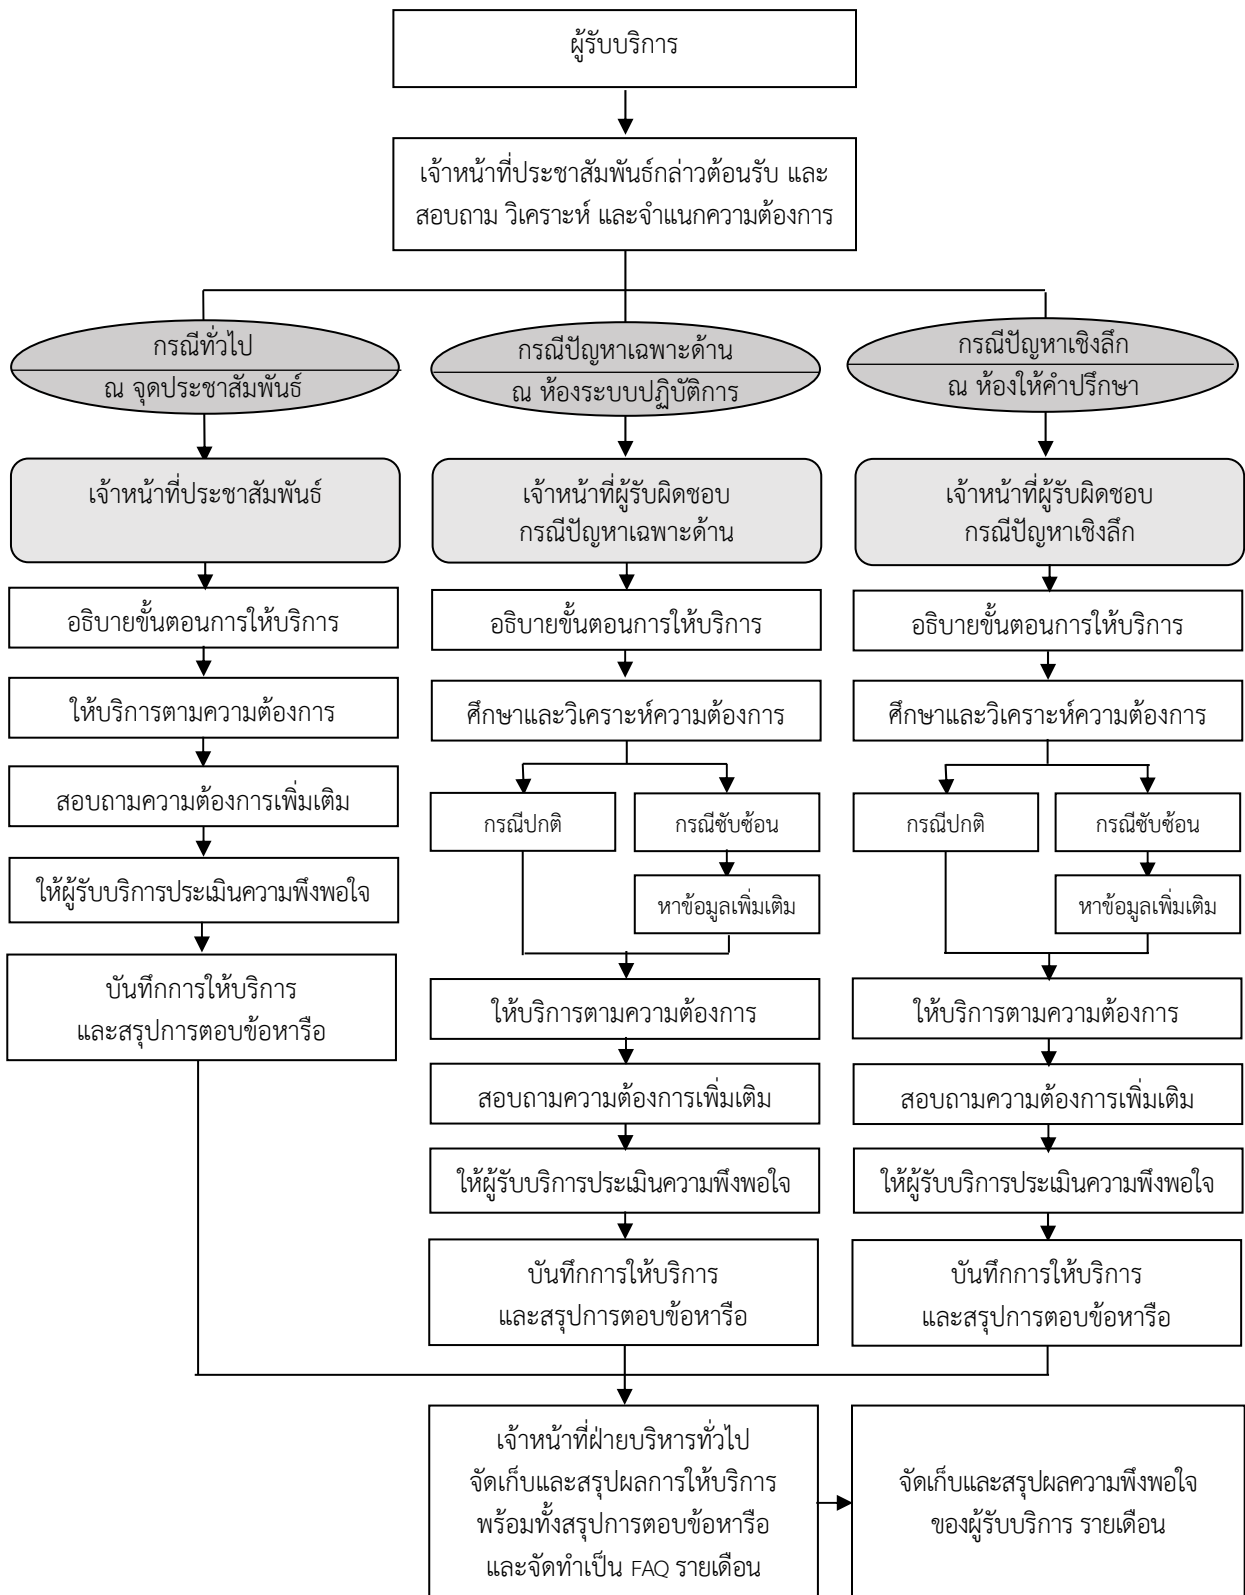 ผู้รับบริการ
เจ้าหน้าที่ประชาสัมพันธ์กล่าวต้อนรับ และ
สอบถาม วิเคราะห์ และจำแนกความต้องการ
กรณีทั่วไป
ณ จุดประชาสัมพันธ์
เจ้าหน้าที่ประชาสัมพันธ์
อธิบายขั้นตอนการให้บริการ
ให้บริการตามความต้องการ
สอบถามความต้องการเพิ่มเติม
ให้ผู้รับบริการประเมินความพึงพอใจ
บันทึกการให้บริการ
และสรุปการตอบข้อหารือ
กรณีปัญหาเฉพาะด้าน
ณ ห้องระบบปฏิบัติการ
เจ้าหน้าที่ผู้รับผิดชอบ
กรณีปัญหาเฉพาะด้าน
อธิบายขั้นตอนการให้บริการ
ศึกษาและวิเคราะห์ความต้องการ
กรณีปกติ
กรณีซับซ้อน
หาข้อมูลเพิ่มเติม
ให้บริการตามความต้องการ
สอบถามความต้องการเพิ่มเติม
ให้ผู้รับบริการประเมินความพึงพอใจ
บันทึกการให้บริการ
และสรุปการตอบข้อหารือ
กรณีปัญหาเชิงลึก
ณ ห้องให้คำปรึกษา
เจ้าหน้าที่ผู้รับผิดชอบ
กรณีปัญหาเชิงลึก
อธิบายขั้นตอนการให้บริการ
ศึกษาและวิเคราะห์ความต้องการ
กรณีปกติ
กรณีซับซ้อน
หาข้อมูลเพิ่มเติม
ให้บริการตามความต้องการ
สอบถามความต้องการเพิ่มเติม
ให้ผู้รับบริการประเมินความพึงพอใจ
บันทึกการให้บริการ
และสรุปการตอบข้อหารือ
เจ้าหน้าที่ฝ่ายบริหารทั่วไป
จัดเก็บและสรุปผลการให้บริการ
พร้อมทั้งสรุปการตอบข้อหารือ
และจัดทำเป็น FAQ รายเดือน
จัดเก็บและสรุปผลความพึงพอใจ
ของผู้รับบริการ รายเดือน